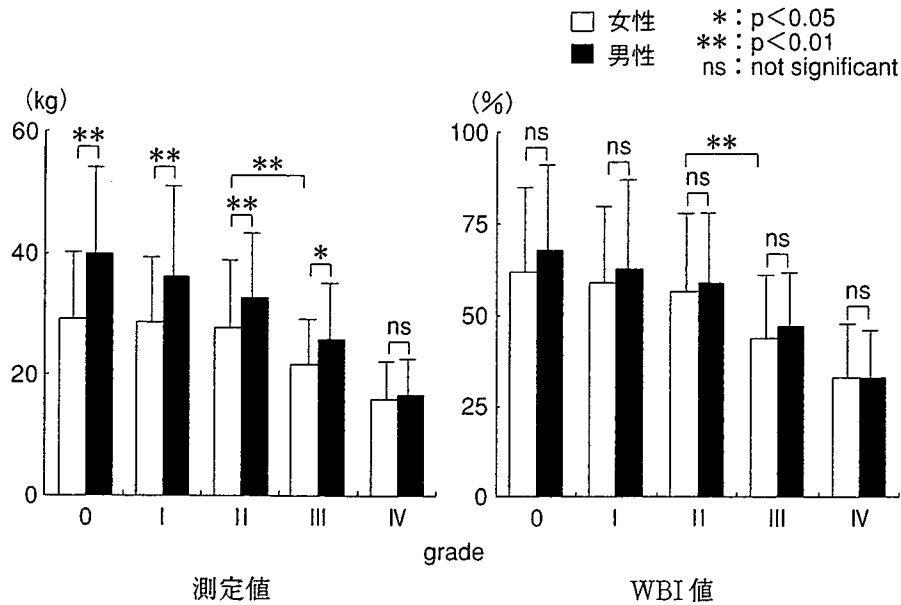 女性 *:p<0.05
男性 **:p<0.01
ns:not significant
(kg)
60
40
20
0
** ** ** ** * ns
0 I II III IV
測定値
(%)
100
75
50
25
0
ns ns ** ns ns ns
0 I II III IV
WBI値
grade